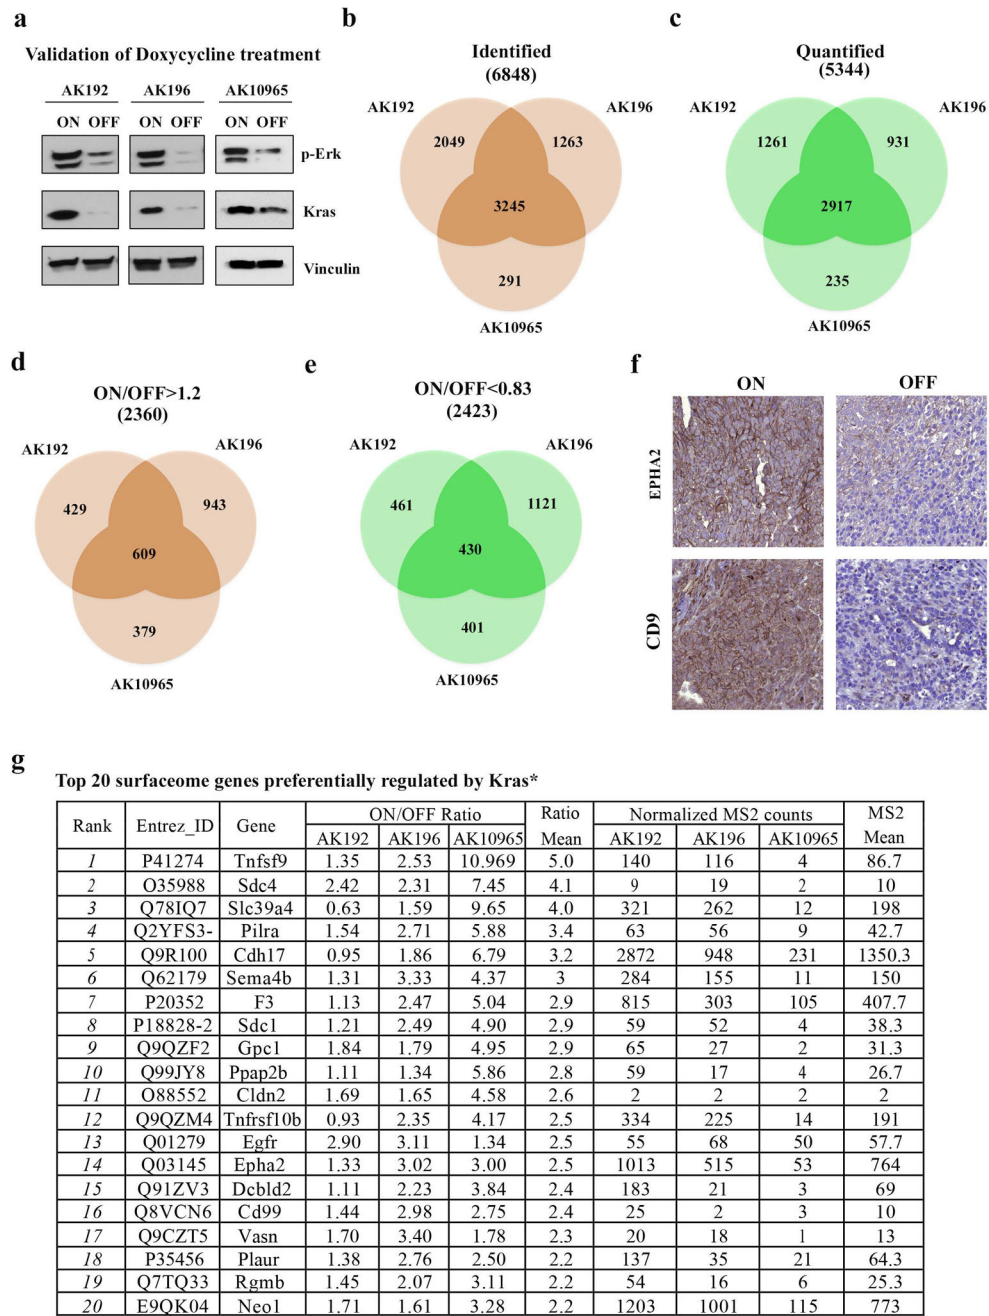 a
Validation of Doxycycline treatment
AK192 AK196 AK10965
ON OFF ON OFF ON OFF
p-Erk
Kras
Vinculin
b
Identified
(6848)
AK192 AK196
2049 1263
3245
291
AK10965
c
Quantified
(5344)
AK192 AK196
1261 931
2917
235
AK10965
d
ON/OFF>1.2
(2360)
AK192 AK196
429 943
609
379
AK10965
e
ON/OFF<0.83
(2423)
AK192 AK196
461 1121
430
401
AK10965
f
ON OFF
EPHA2
CD9
g
Top 20 surfaceome genes preferentially regulated by Kras*
Rank Entrez_ID Gene ON/OFF Ratio Ratio Mean Normalized MS2 counts MS2 Mean
AK192 AK196 AK10965 AK192 AK196 AK10965
1 P41274 Tnfsf9 1.35 2.53 10.969 5.0 140 116 4 86.7
2 O35988 Sdc4 2.42 2.31 7.45 4.1 9 19 2 10
3 Q78IQ7 Slc39a4 0.63 1.59 9.65 4.0 321 262 12 198
4 Q2YFS3- Pilra 1.54 2.71 5.88 3.4 63 56 9 42.7
5 Q9R100 Cdh17 0.95 1.86 6.79 3.2 2872 948 231 1350.3
6 Q62179 Sema4b 1.31 3.33 4.37 3 284 155 11 150
7 P20352 F3 1.13 2.47 5.04 2.9 815 303 105 407.7
8 P18828-2 Sdc1 1.21 2.49 4.90 2.9 59 52 4 38.3
9 Q9QZF2 Gpc1 1.84 1.79 4.95 2.9 65 27 2 31.3
10 Q99JY8 Ppap2b 1.11 1.34 5.86 2.8 59 17 4 26.7
11 O88552 Cldn2 1.69 1.65 4.58 2.6 2 2 2 2
12 Q9QZM4 Tnfrsf10b 0.93 2.35 4.17 2.5 334 225 14 191
13 Q01279 Egfr 2.90 3.11 1.34 2.5 55 68 50 57.7
14 Q03145 Epha2 1.33 3.02 3.00 2.5 1013 515 53 764
15 Q91ZV3 Dcbld2 1.11 2.23 3.84 2.4 183 21 3 69
16 Q8VCN6 Cd99 1.44 2.98 2.75 2.4 25 2 3 10
17 Q9CZT5 Vasn 1.70 3.40 1.78 2.3 20 18 1 13
18 P35456 Plaur 1.38 2.76 2.50 2.2 137 35 21 64.3
19 Q7TQ33 Rgmb 1.45 2.07 3.11 2.2 54 16 6 25.3
20 E9QK04 Neo1 1.71 1.61 3.28 2.2 1203 1001 115 773